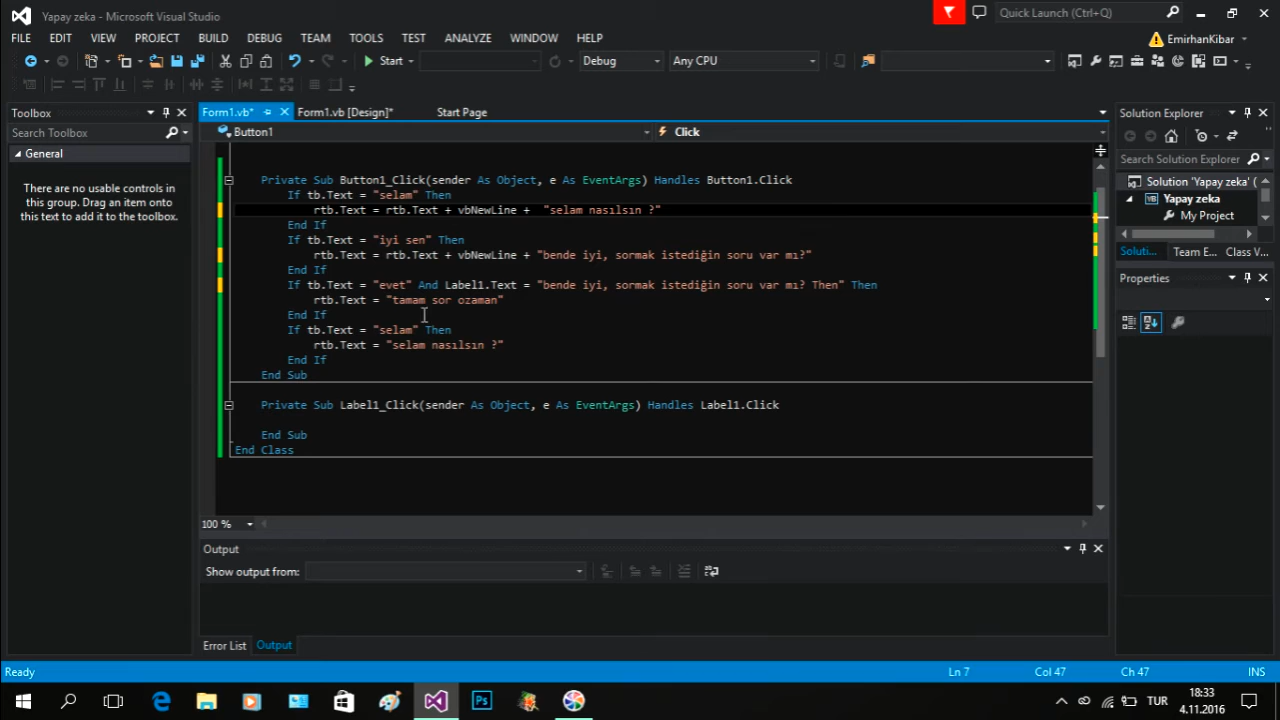 Yapay zeka - Microsoft Visual Studio
Quick Launch (Ctrl+Q)
FILE EDIT VIEW PROJECT BUILD DEBUG TEAM TOOLS TEST ANALYZE WINDOW HELP
EmirhanKibar
Start Debug Any CPU
Toolbox
Search Toolbox
General
There are no usable controls in
this group. Drag an item onto
this text to add it to the toolbox.
Form1.vb* Form1.vb [Design]* Start Page
Button1 Click
Private Sub Button1_Click(sender As Object, e As EventArgs) Handles Button1.Click
If tb.Text = "selam" Then
rtb.Text = rtb.Text + vbNewLine + "selam nasılsın ?"
End If
If tb.Text = "iyi sen" Then
rtb.Text = rtb.Text + vbNewLine + "bende iyi, sormak istediğin soru var mı?"
End If
If tb.Text = "evet" And Label1.Text = "bende iyi, sormak istediğin soru var mı? Then" Then
rtb.Text = "tamam sor ozaman"
End If
If tb.Text = "selam" Then
rtb.Text = "selam nasılsın ?"
End If
End Sub
Private Sub Label1_Click(sender As Object, e As EventArgs) Handles Label1.Click
End Sub
End Class
100 %
Output
Show output from:
Error List Output
Solution Explorer
Search Solution Explorer
Solution 'Yapay zeka'
Yapay zeka
My Project
Soluti... Team E... Class V...
Properties
Ready Ln 7 Col 47 Ch 47 INS
Ps
TUR
18:33
4.11.2016